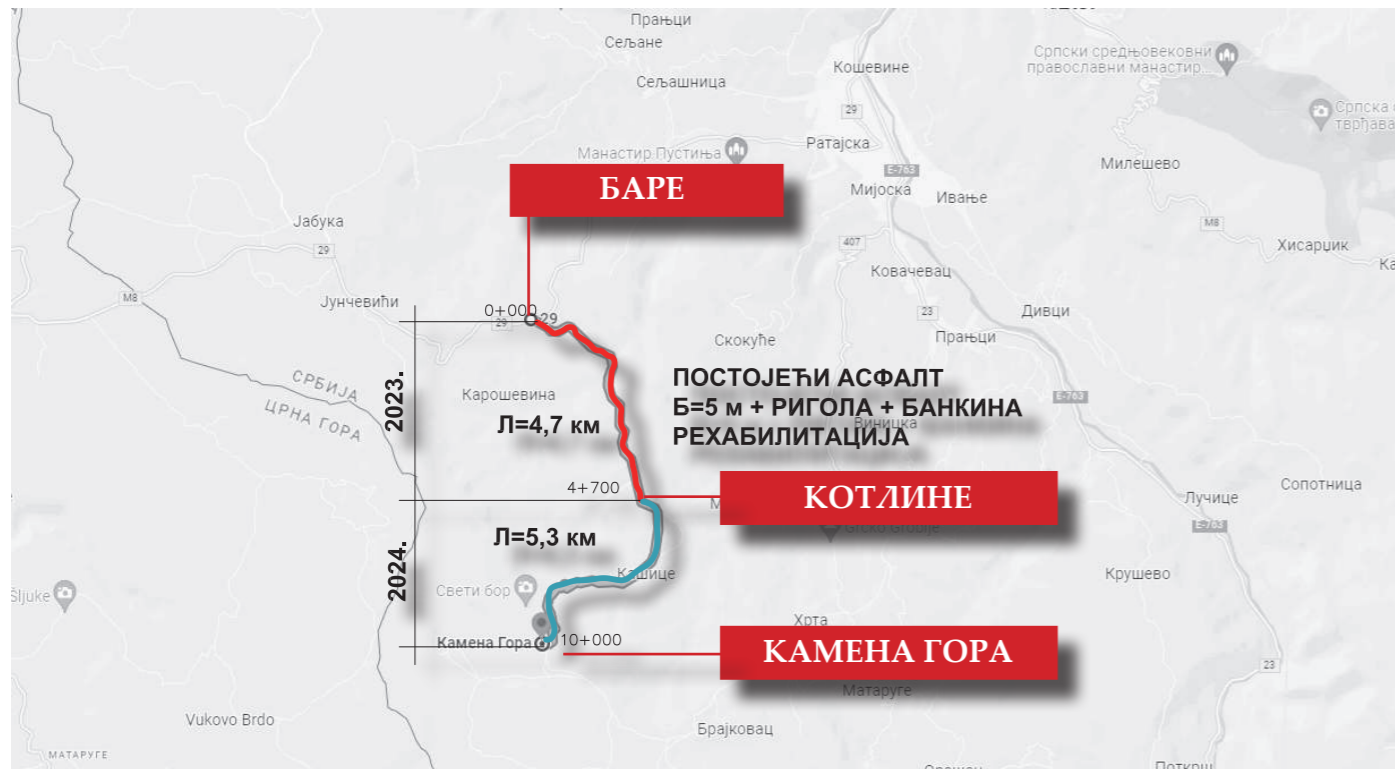 Прањци
Сељане
Сељашница
Кошевине
Српски средњовековни
православни манастир...
29
Српска
тврђава
Ратајска
Манастир Пустиња
E-763
Милешево
БАРЕ
Мијоска
Ивање
Јабука
29
407
M8
Хисарџик
Ковачевац
M8
Јунчевићи
0+000
29
29
23
Дивци
Прањци
Скокуће
СРБИЈА
ЦРНА ГОРА
2023.
Карошевина
Л=4,7 км
ПОСТОЈЕЋИ АСФАЛТ
Б=5 м + РИГОЛА + БАНКИНА
РЕХАБИЛИТАЦИЈА
E-763
Виницка
4+700
КОТЛИНЕ
Лучице
Сопотница
E-763
Grčko Groblje
Л=5,3 км
2024.
Кашице
Крушево
Šljuke
Свети бор
Хрта
Камена Гора
10+000
КАМЕНА ГОРА
23
Матаруге
Vukovo Brdo
Брајковац
МАТАРУГЕ